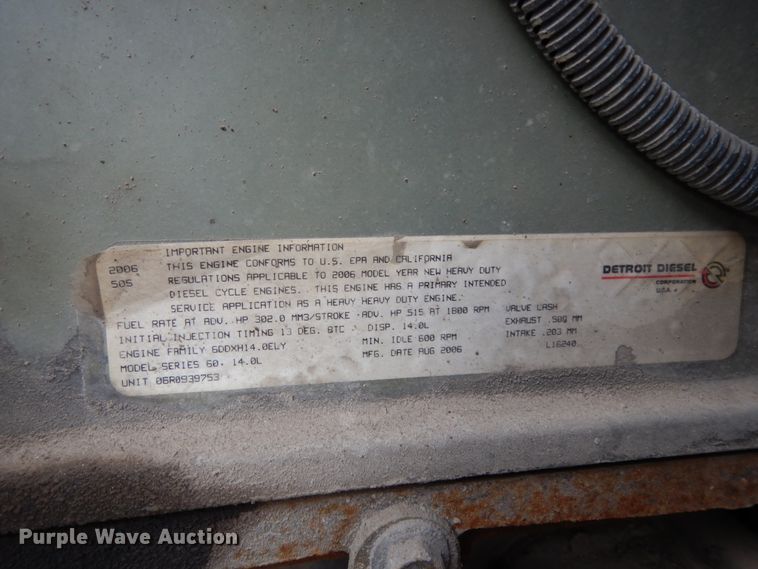 IMPORTANT ENGINE INFORMATION
2006 THIS ENGINE CONFORMS TO U.S. EPA AND CALIFORNIA
505 REGULATIONS APPLICABLE TO 2006 MODEL YEAR NEW HEAVY DUTY
DIESEL CYCLE ENGINES. THIS ENGINE HAS A PRIMARY INTENDED
SERVICE APPLICATION AS A HEAVY HEAVY DUTY ENGINE.
FUEL RATE AT ADV. HP 302.0 MM3/STROKE ADV. HP 515 AT 1800 RPM VALVE LASH
INITIAL INJECTION TIMING 13 DEG. BTC DISP. 14.0L EXHAUST .508 MM
ENGINE FAMILY 6DDXH14.0ELY MIN. IDLE 600 RPM INTAKE .203 MM
MODEL SERIES 60, 14.0L MFG. DATE AUG 2006 L16240
UNIT 06R0939753
DETROIT DIESEL
CORPORATION
U.S.A.
Purple Wave Auction